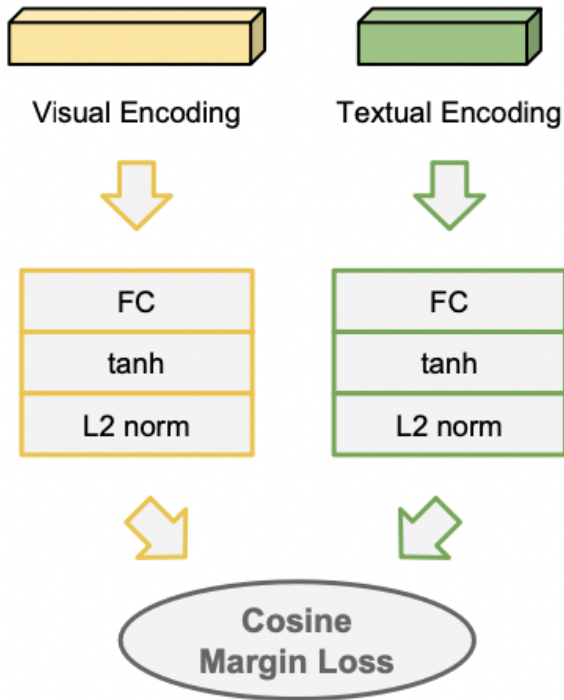 Visual Encoding
Textual Encoding
FC
FC
tanh
tanh
L2 norm
L2 norm
Cosine
Margin Loss